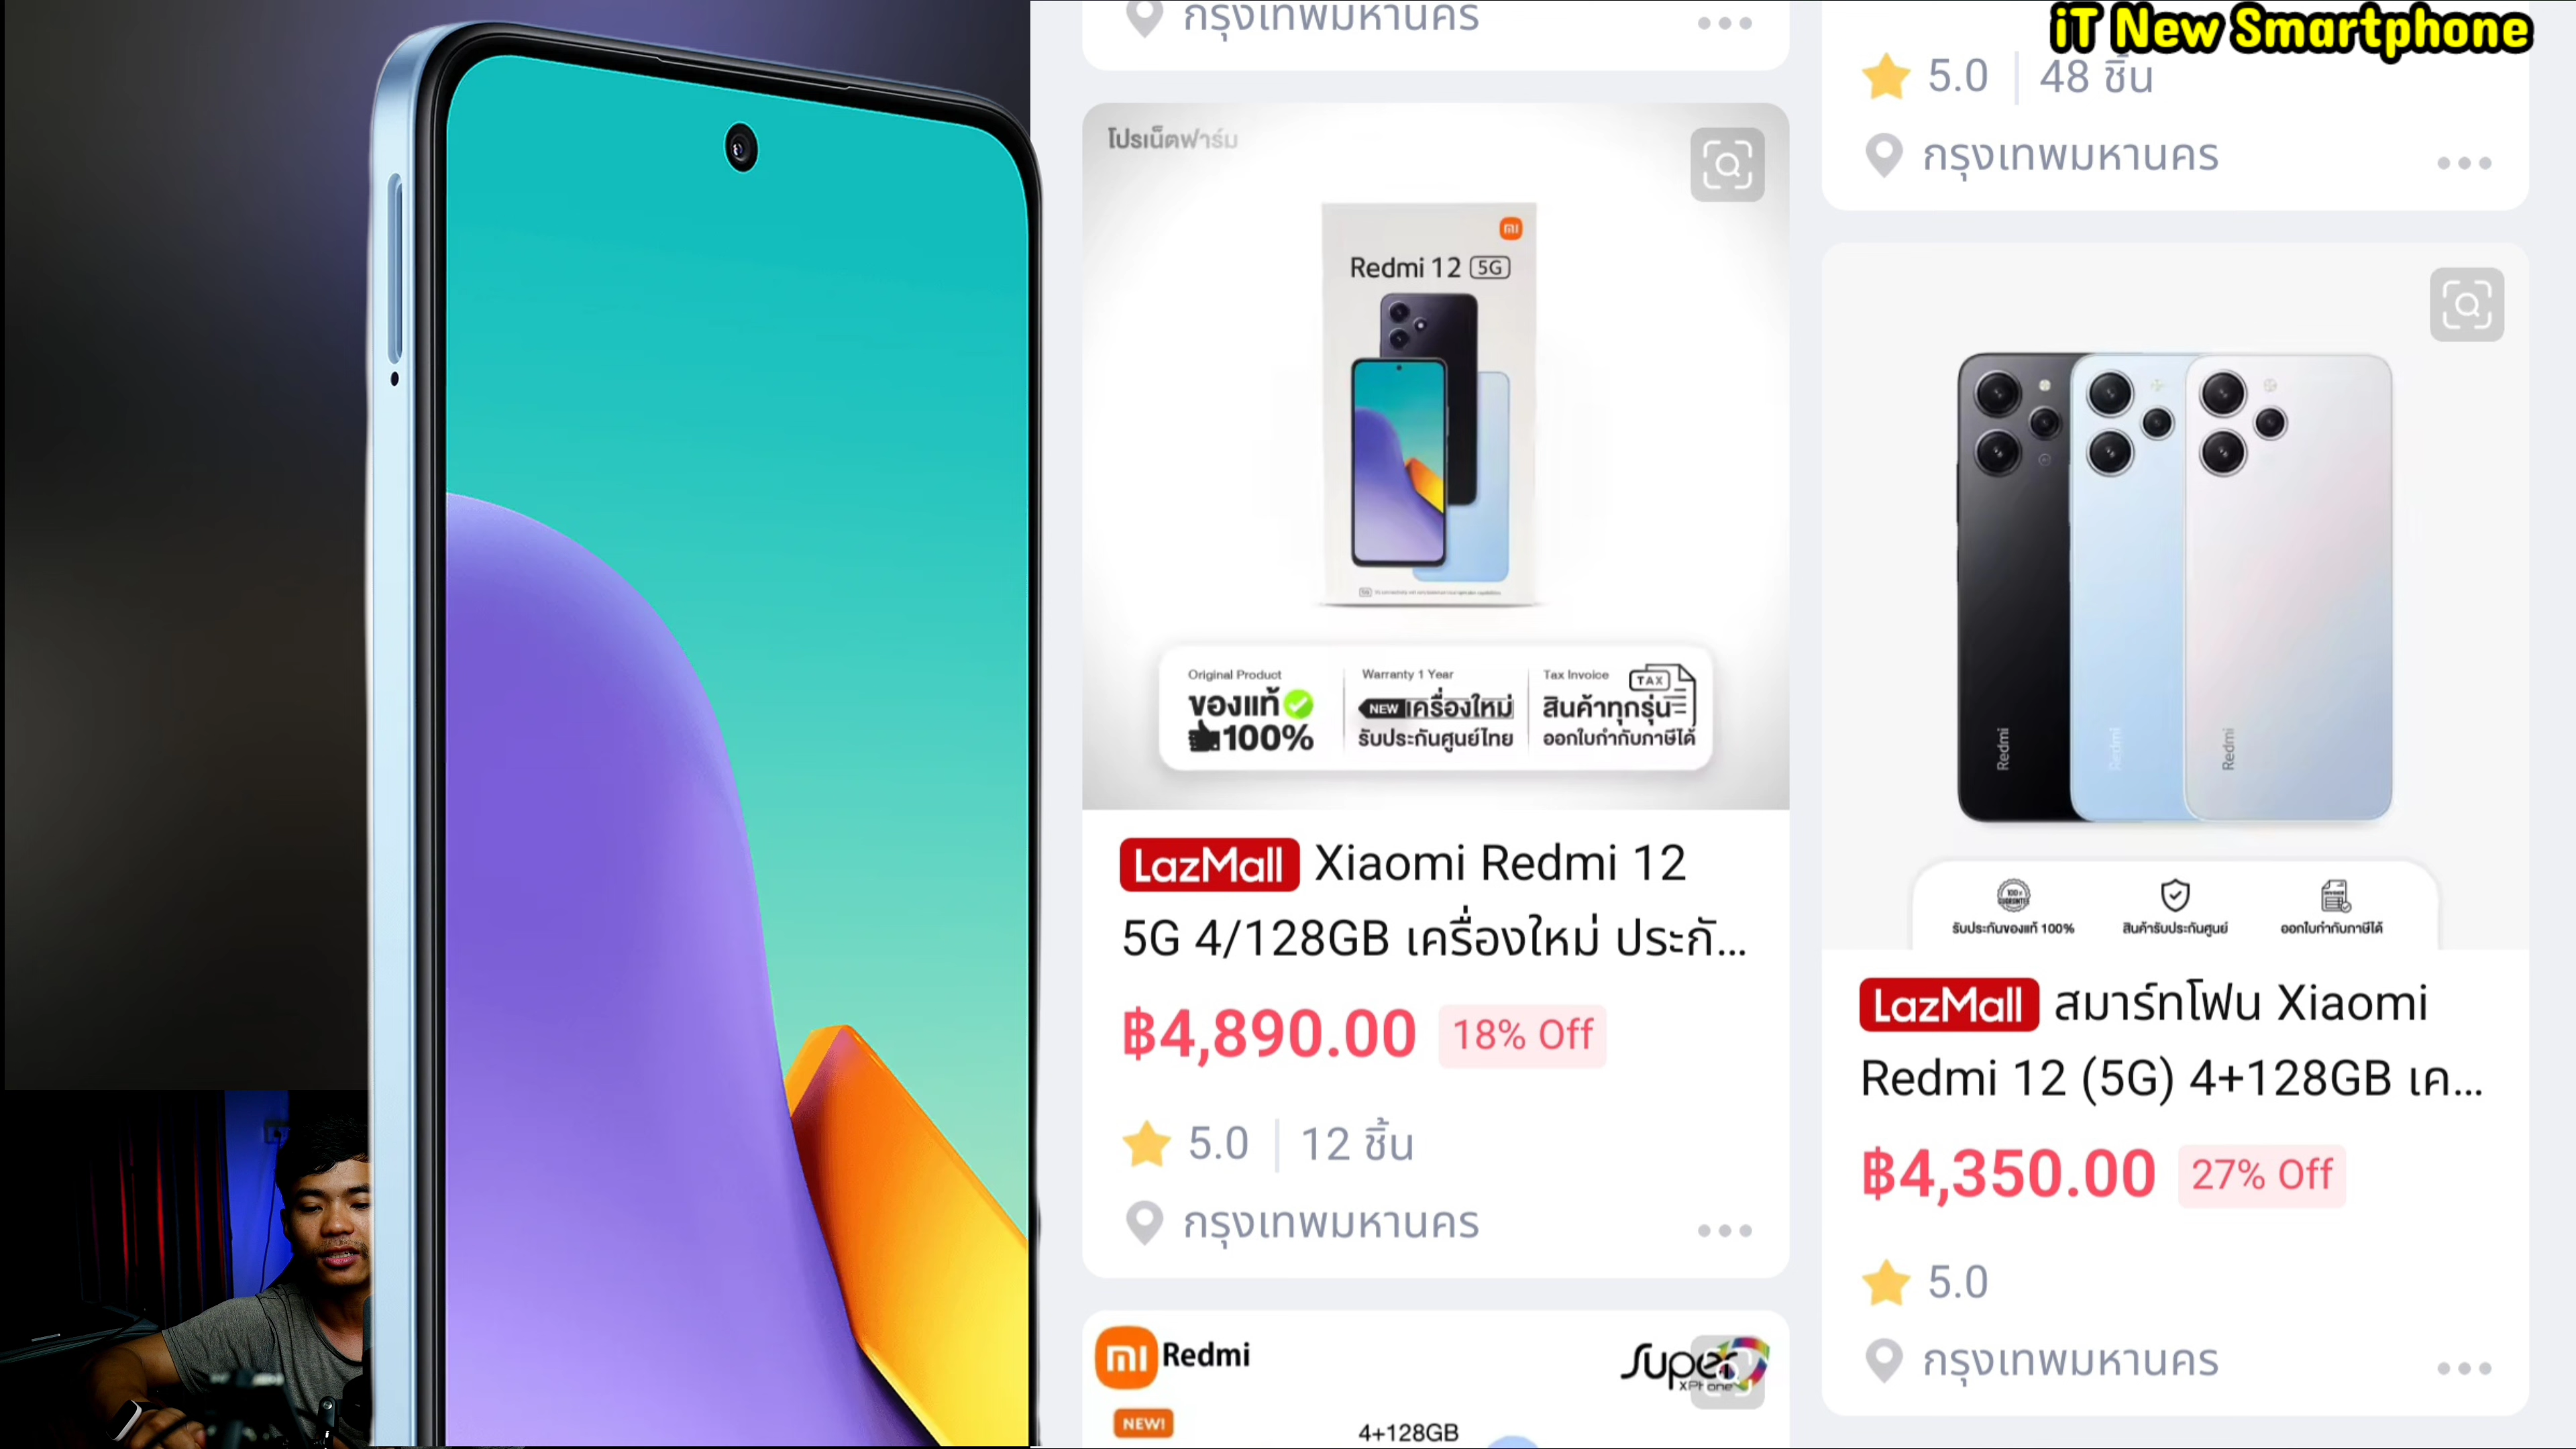 iT New Smartphone
กรุงเทพมหานคร
โปรเน็ตฟาร์ม
Redmi 12 5G
Original Product
ของแท้
100%
Warranty 1 Year
NEW เครื่องใหม่
รับประกันศูนย์ไทย
Tax Invoice
TAX
สินค้าทุกรุ่น
ออกใบกำกับภาษีได้
LazMall Xiaomi Redmi 12
5G 4/128GB เครื่องใหม่ ประกั...
฿4,890.00 18% Off
5.0 12 ชิ้น
กรุงเทพมหานคร
mi Redmi
Super
XPhone
NEW!
4+128GB
5.0 48 ชิ้น
กรุงเทพมหานคร
Redmi
Redmi
Redmi
รับประกันของแท้ 100%
สินค้ารับประกันศูนย์
ออกใบกำกับภาษีได้
LazMall สมาร์ทโฟน Xiaomi
Redmi 12 (5G) 4+128GB เค...
฿4,350.00 27% Off
5.0
กรุงเทพมหานคร